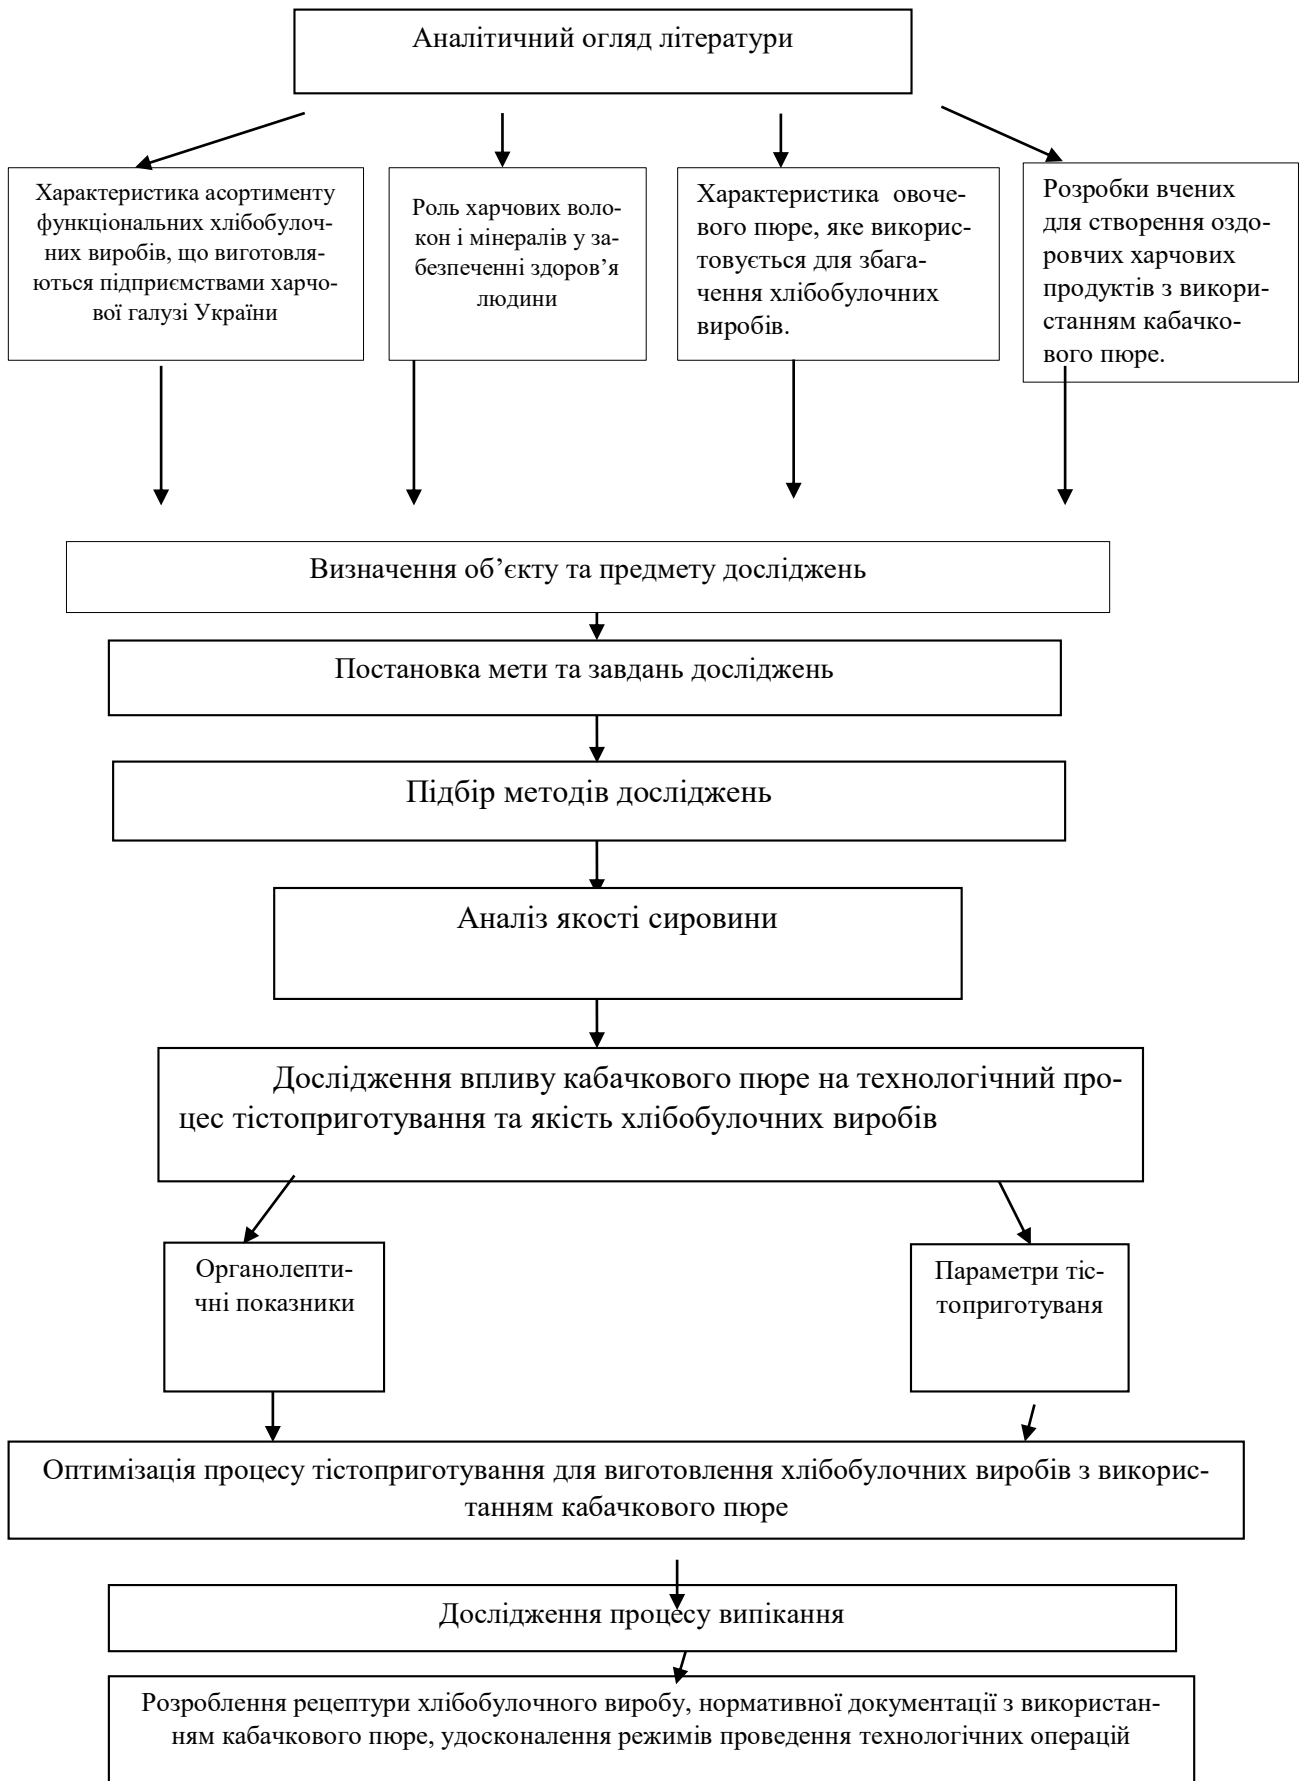 Аналітичний огляд літератури
Характеристика асортименту
функціональних хлібобулоч-
них виробів, що виготовля-
ються підприємствами харчо-
вої галузі України
Роль харчових воло-
кон і мінералів у за-
безпеченні здоров’я
людини
Характеристика овоче-
вого пюре, яке викорис-
товується для збага-
чення хлібобулочних
виробів.
Розробки вчених
для створення оздо-
ровчих харчових
продуктів з викори-
станням кабачко-
вого пюре.
Визначення об’єкту та предмету досліджень
Постановка мети та завдань досліджень
Підбір методів досліджень
Аналіз якості сировини
Дослідження впливу кабачкового пюре на технологічний про-
цес тістоприготування та якість хлібобулочних виробів
Органолепти-
чні показники
Параметри тіс-
топриготуваня
Оптимізація процесу тістоприготування для виготовлення хлібобулочних виробів з викорис-
танням кабачкового пюре
Дослідження процесу випікання
Розроблення рецептури хлібобулочного виробу, нормативної документації з використан-
ням кабачкового пюре, удосконалення режимів проведення технологічних операцій